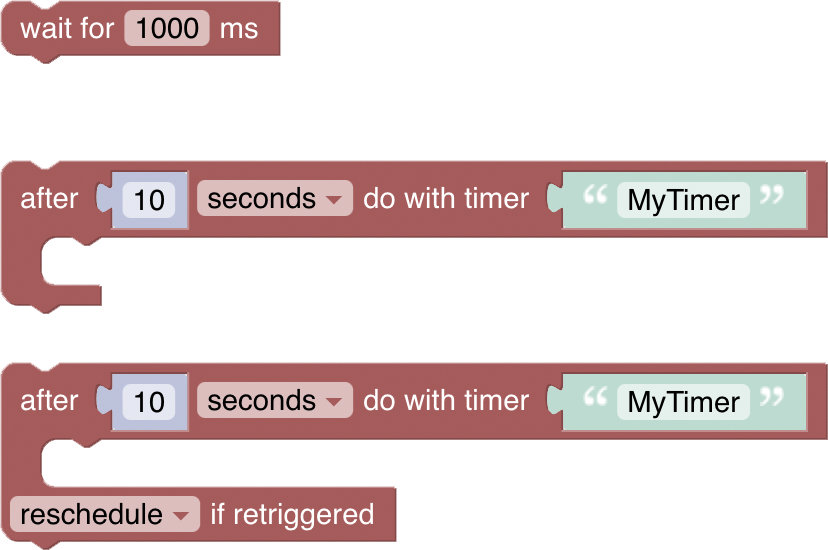 wait for 1000 ms
after 10 seconds do with timer “ MyTimer ”
after 10 seconds do with timer “ MyTimer ”
reschedule if retriggered